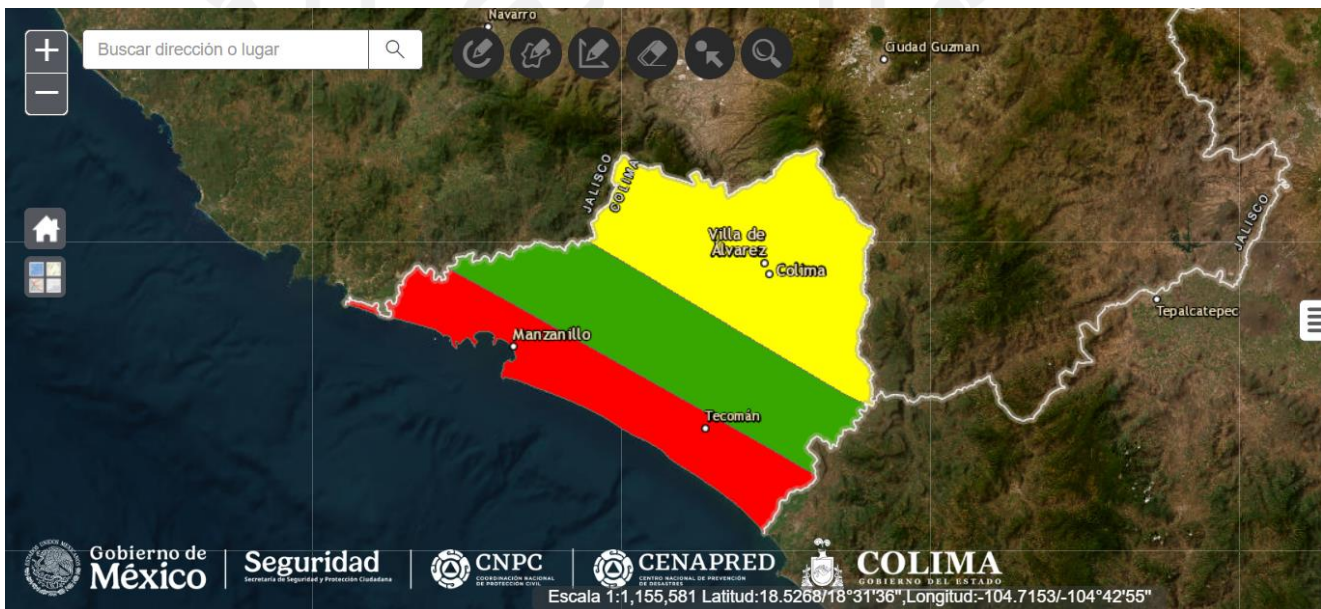 Navarro
+
Buscar dirección o lugar
Ciudad Guzman
−
JALISCO
COLIMA
JALISCO
Villa de
Alvarez
Colima
Tepalcatepec
Manzanillo
Tecomán
Gobierno de
México
Seguridad
Secretaría de Seguridad y Protección Ciudadana
CNPC
COORDINACIÓN NACIONAL
DE PROTECCIÓN CIVIL
CENAPRED
CENTRO NACIONAL DE PREVENCIÓN
DE DESASTRES
COLIMA
GOBIERNO DEL ESTADO
Escala 1:1,155,581 Latitud:18.5268/18°31'36",Longitud:-104.7153/-104°42'55"